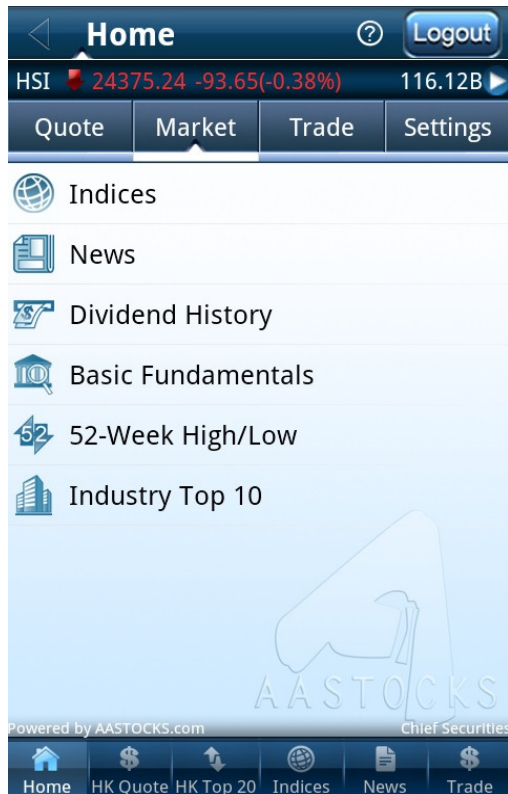 Home ? Logout
HSI 24375.24 -93.65(-0.38%) 116.12B
Quote Market Trade Settings
Indices
News
$ Dividend History
Basic Fundamentals
52 52-Week High/Low
Industry Top 10
AASTOCKS
Powered by AASTOCKS.com Chief Securities
$ $
Home HK Quote HK Top 20 Indices News Trade